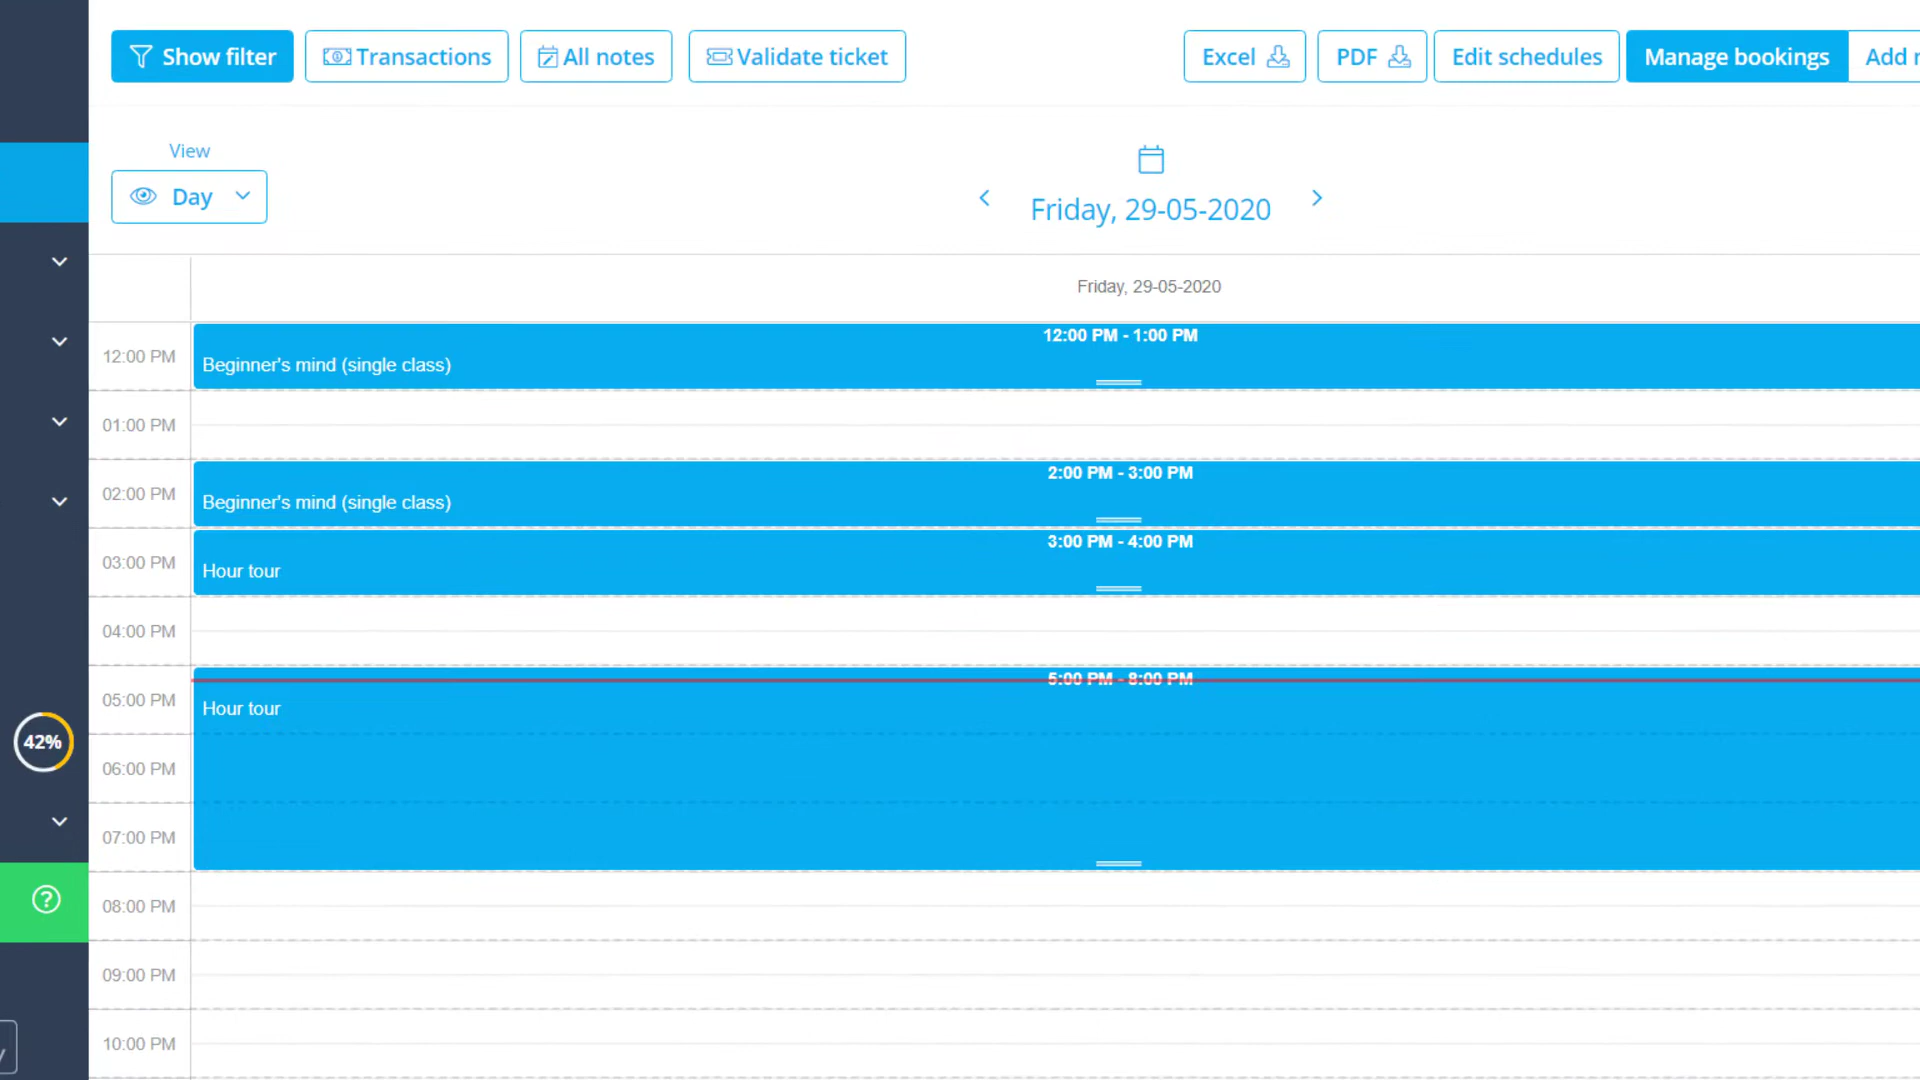 Show filter
Transactions
All notes
Validate ticket
Excel
PDF
Edit schedules
Manage bookings
Add
View
Day
Friday, 29-05-2020
Friday, 29-05-2020
12:00 PM
12:00 PM - 1:00 PM
Beginner's mind (single class)
01:00 PM
02:00 PM
2:00 PM - 3:00 PM
Beginner's mind (single class)
03:00 PM
3:00 PM - 4:00 PM
Hour tour
04:00 PM
05:00 PM
5:00 PM - 8:00 PM
Hour tour
42%
06:00 PM
07:00 PM
08:00 PM
09:00 PM
10:00 PM